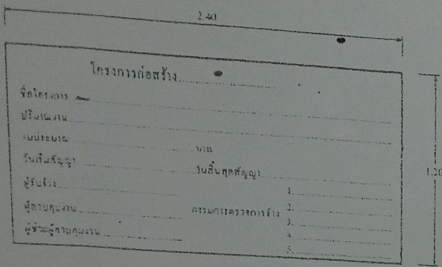 2.40
โครงการก่อสร้าง
ชื่อโครงการ
ปริมาณงาน
งบประมาณ บาท
วันเริ่มสัญญา วันสิ้นสุดสัญญา
1.20
ผู้รับจ้าง 1.
2.
ผู้ควบคุมงาน กรรมการตรวจการจ้าง 3.
4.
ผู้ช่วยผู้ควบคุมงาน 5.